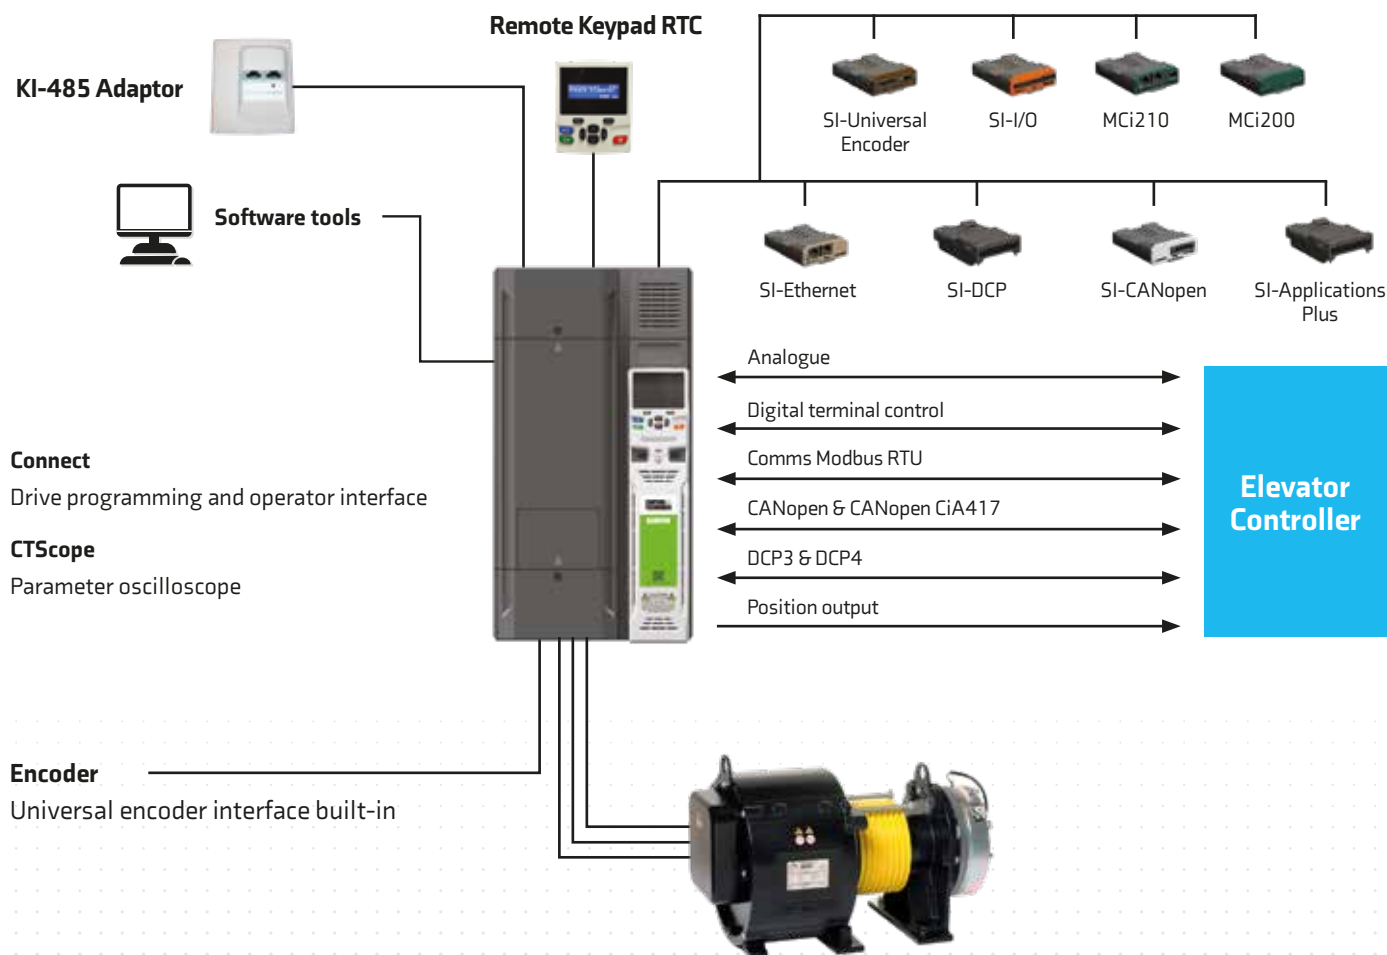 Remote Keypad RTC
KI-485 Adaptor
SI-Universal
Encoder
SI-I/O
MCi210
MCi200
Software tools
SI-Ethernet
SI-DCP
SI-CANopen
SI-Applications
Plus
Analogue
Digital terminal control
Comms Modbus RTU
CANopen & CANopen CiA417
DCP3 & DCP4
Position output
Elevator
Controller
Connect
Drive programming and operator interface
CTScope
Parameter oscilloscope
Encoder
Universal encoder interface built-in